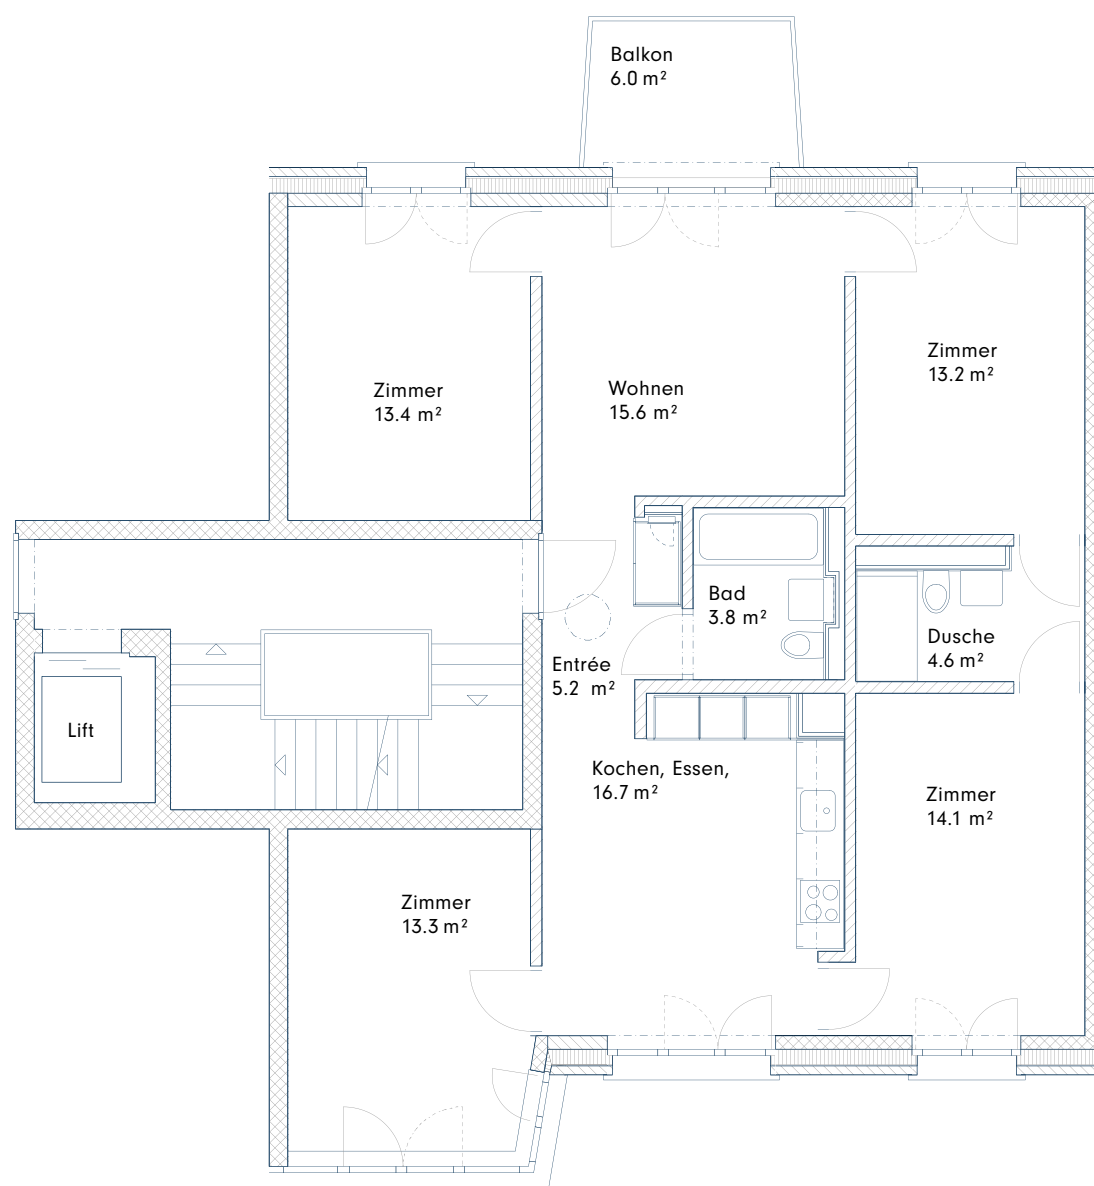 Balkon
6.0 m²
Zimmer
13.4 m²
Wohnen
15.6 m²
Zimmer
13.2 m²
Bad
3.8 m²
Dusche
4.6 m²
Entrée
5.2 m²
Lift
Kochen, Essen,
16.7 m²
Zimmer
14.1 m²
Zimmer
13.3 m²